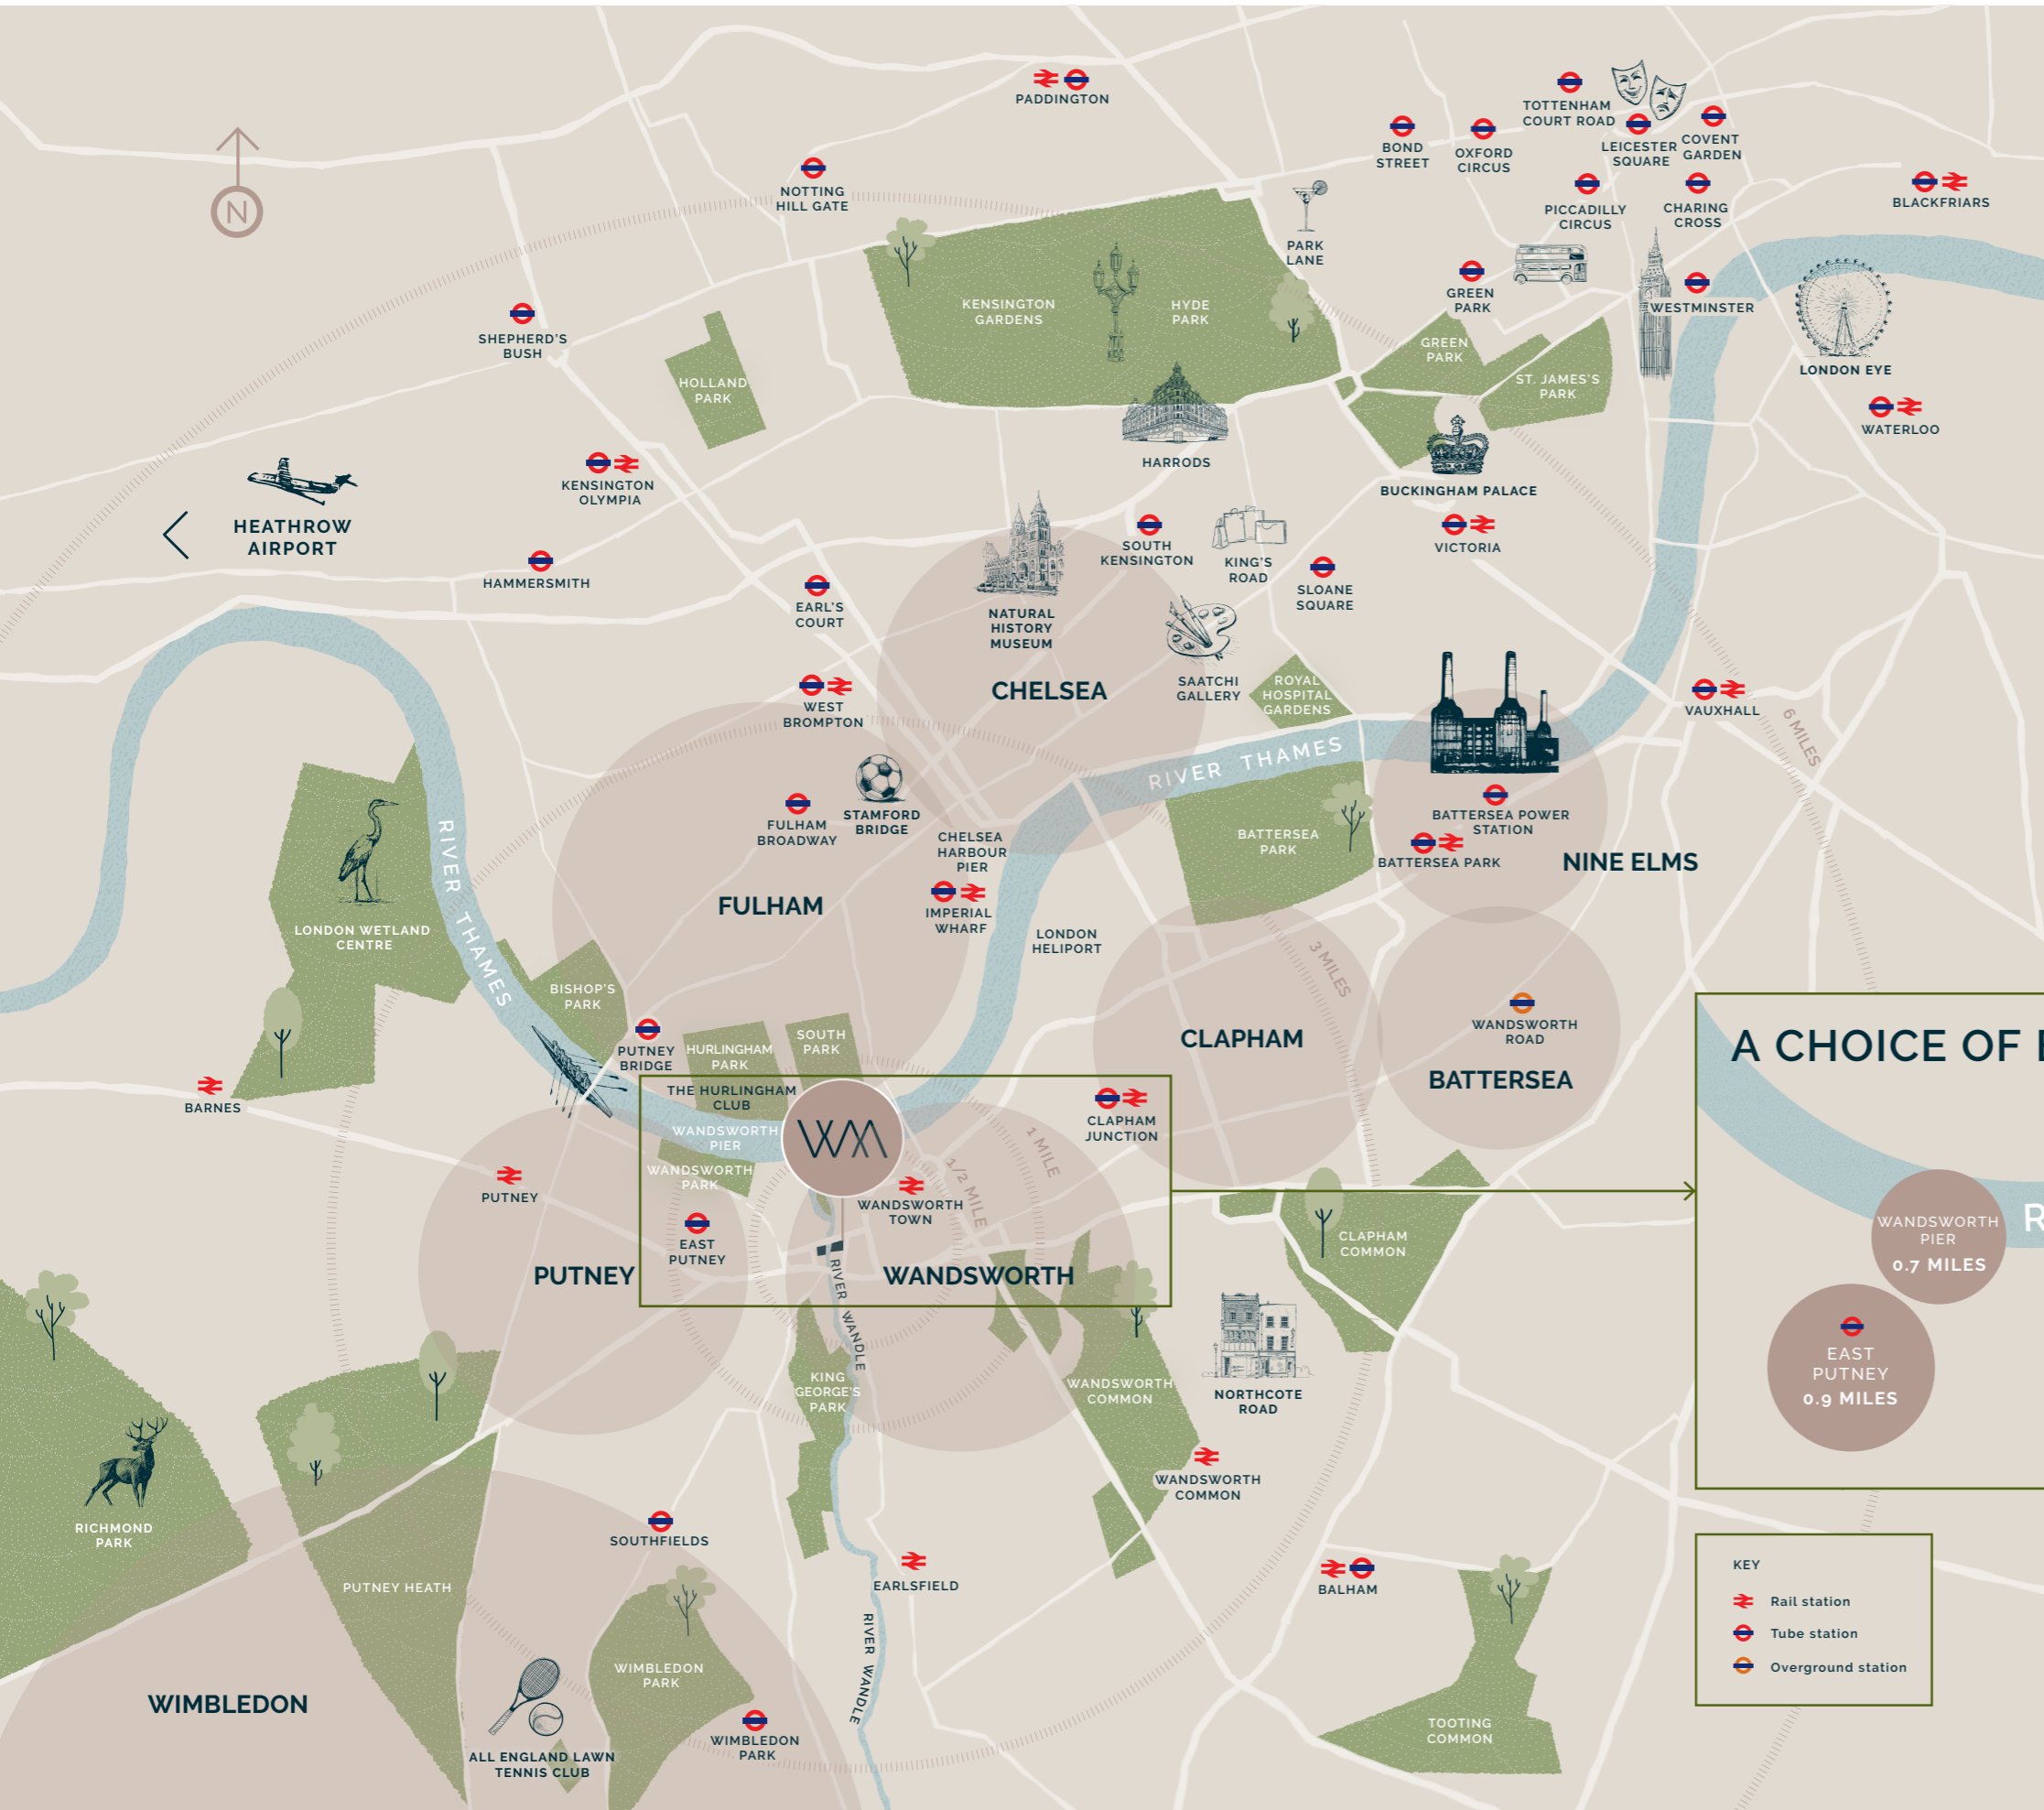 PADDINGTON
TOTTENHAM
COURT ROAD
BOND
STREET
OXFORD
CIRCUS
LEICESTER
SQUARE
COVENT
GARDEN
N
NOTTING
HILL GATE
PICCADILLY
CIRCUS
CHARING
CROSS
BLACKFRIARS
PARK
LANE
KENSINGTON
GARDENS
HYDE
PARK
GREEN
PARK
WESTMINSTER
SHEPHERD'S
BUSH
HOLLAND
PARK
GREEN
PARK
ST. JAMES'S
PARK
LONDON EYE
WATERLOO
HARRODS
KENSINGTON
OLYMPIA
BUCKINGHAM PALACE
HEATHROW
AIRPORT
SOUTH
KENSINGTON
KING'S
ROAD
VICTORIA
HAMMERSMITH
EARL'S
COURT
NATURAL
HISTORY
MUSEUM
SLOANE
SQUARE
CHELSEA
SAATCHI
GALLERY
ROYAL
HOSPITAL
GARDENS
WEST
BROMPTON
VAUXHALL
6 MILES
RIVER THAMES
STAMFORD
BRIDGE
FULHAM
BROADWAY
CHELSEA
HARBOUR
PIER
BATTERSEA
PARK
BATTERSEA POWER
STATION
BATTERSEA PARK
NINE ELMS
RIVER THAMES
FULHAM
IMPERIAL
WHARF
LONDON
HELIPORT
LONDON WETLAND
CENTRE
3 MILES
BISHOP'S
PARK
PUTNEY
BRIDGE
HURLINGHAM
PARK
SOUTH
PARK
CLAPHAM
WANDSWORTH
ROAD
BATTERSEA
A CHOICE OF E
BARNES
THE HURLINGHAM
CLUB
WANDSWORTH
PIER
WM
CLAPHAM
JUNCTION
1 MILE
1/2 MILE
WANDSWORTH
PARK
PUTNEY
WANDSWORTH
TOWN
EAST
PUTNEY
PUTNEY
WANDSWORTH
RIVER WANDLE
CLAPHAM
COMMON
WANDSWORTH
PIER
0.7 MILES
R
EAST
PUTNEY
0.9 MILES
KING
GEORGE'S
PARK
WANDSWORTH
COMMON
NORTHCOTE
ROAD
WANDSWORTH
COMMON
RICHMOND
PARK
SOUTHFIELDS
PUTNEY HEATH
EARLSFIELD
BALHAM
RIVER WANDLE
WIMBLEDON
PARK
WIMBLEDON
WIMBLEDON
PARK
ALL ENGLAND LAWN
TENNIS CLUB
TOOTING
COMMON
KEY
Rail station
Tube station
Overground station